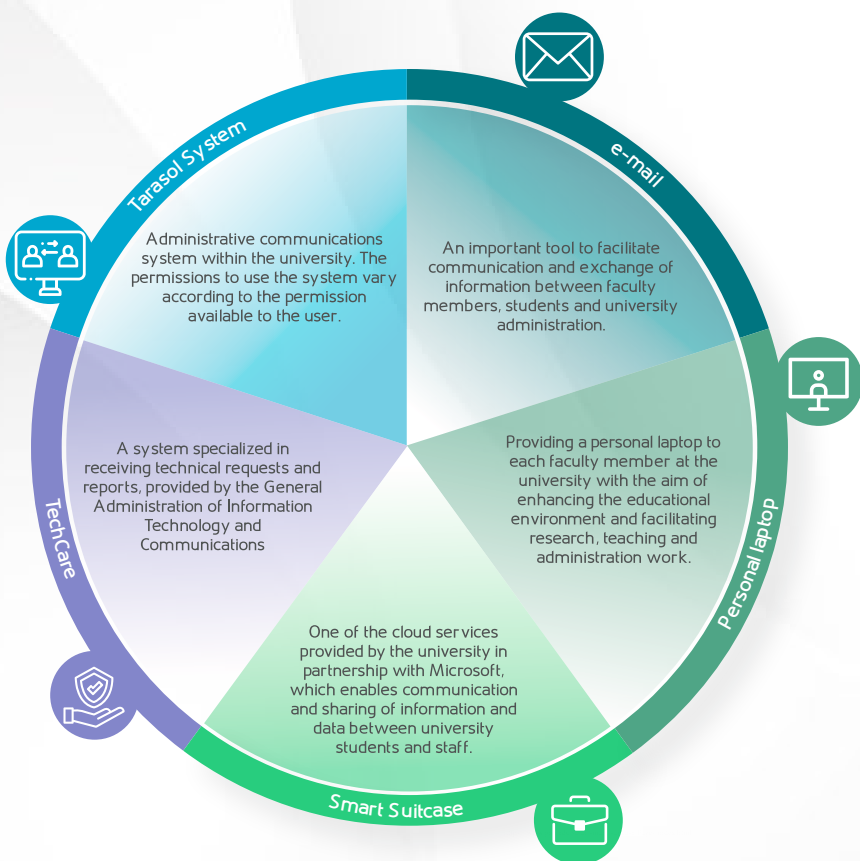 Tarasol System
Administrative communications
system within the university. The
permissions to use the system vary
according to the permission
available to the user.
e-mail
An important tool to facilitate
communication and exchange of
information between faculty
members, students and university
administration.
Personal laptop
Providing a personal laptop to
each faculty member at the
university with the aim of
enhancing the educational
environment and facilitating
research, teaching and
administration work.
Smart Suitcase
One of the cloud services
provided by the university in
partnership with Microsoft,
which enables communication
and sharing of information and
data between university
students and staff.
TechCare
A system specialized in
receiving technical requests and
reports, provided by the General
Administration of Information
Technology and
Communications